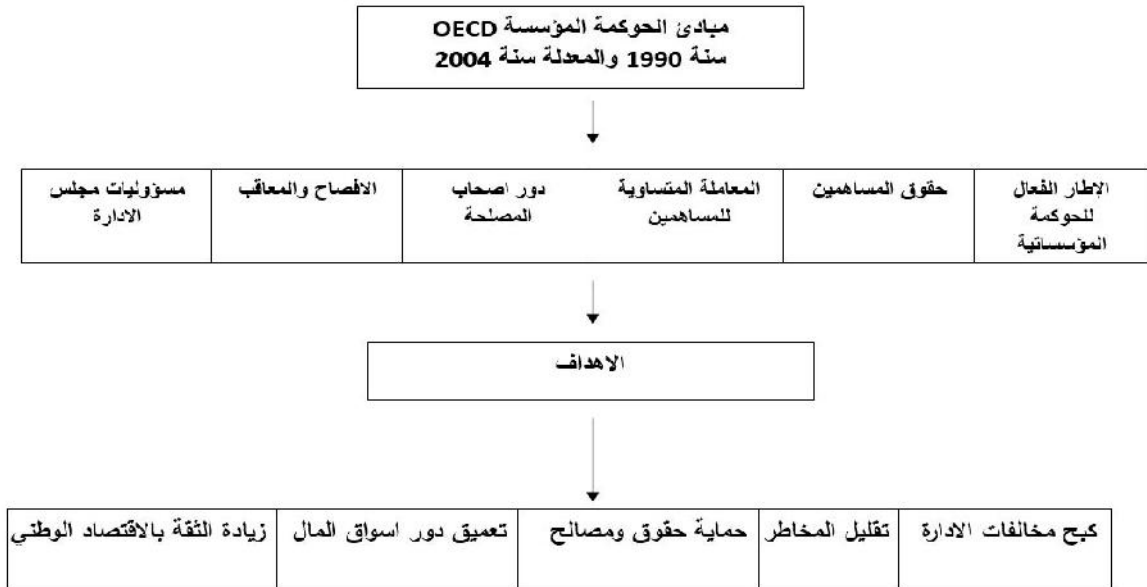 مبادئ الحوكمة المؤسسة OECD
سنة 1990 والمعدلة سنة 2004
الإطار الفعال
للحوكمة
المؤسساتية
حقوق المساهمين
المعاملة المتساوية
للمساهمين
دور اصحاب
المصلحة
الافصاح والمعاقب
مسؤوليات مجلس
الادارة
الاهداف
كبح مخالفات الادارة
تقليل المخاطر
حماية حقوق ومصالح
تعميق دور اسواق المال
زيادة الثقة بالاقتصاد الوطني